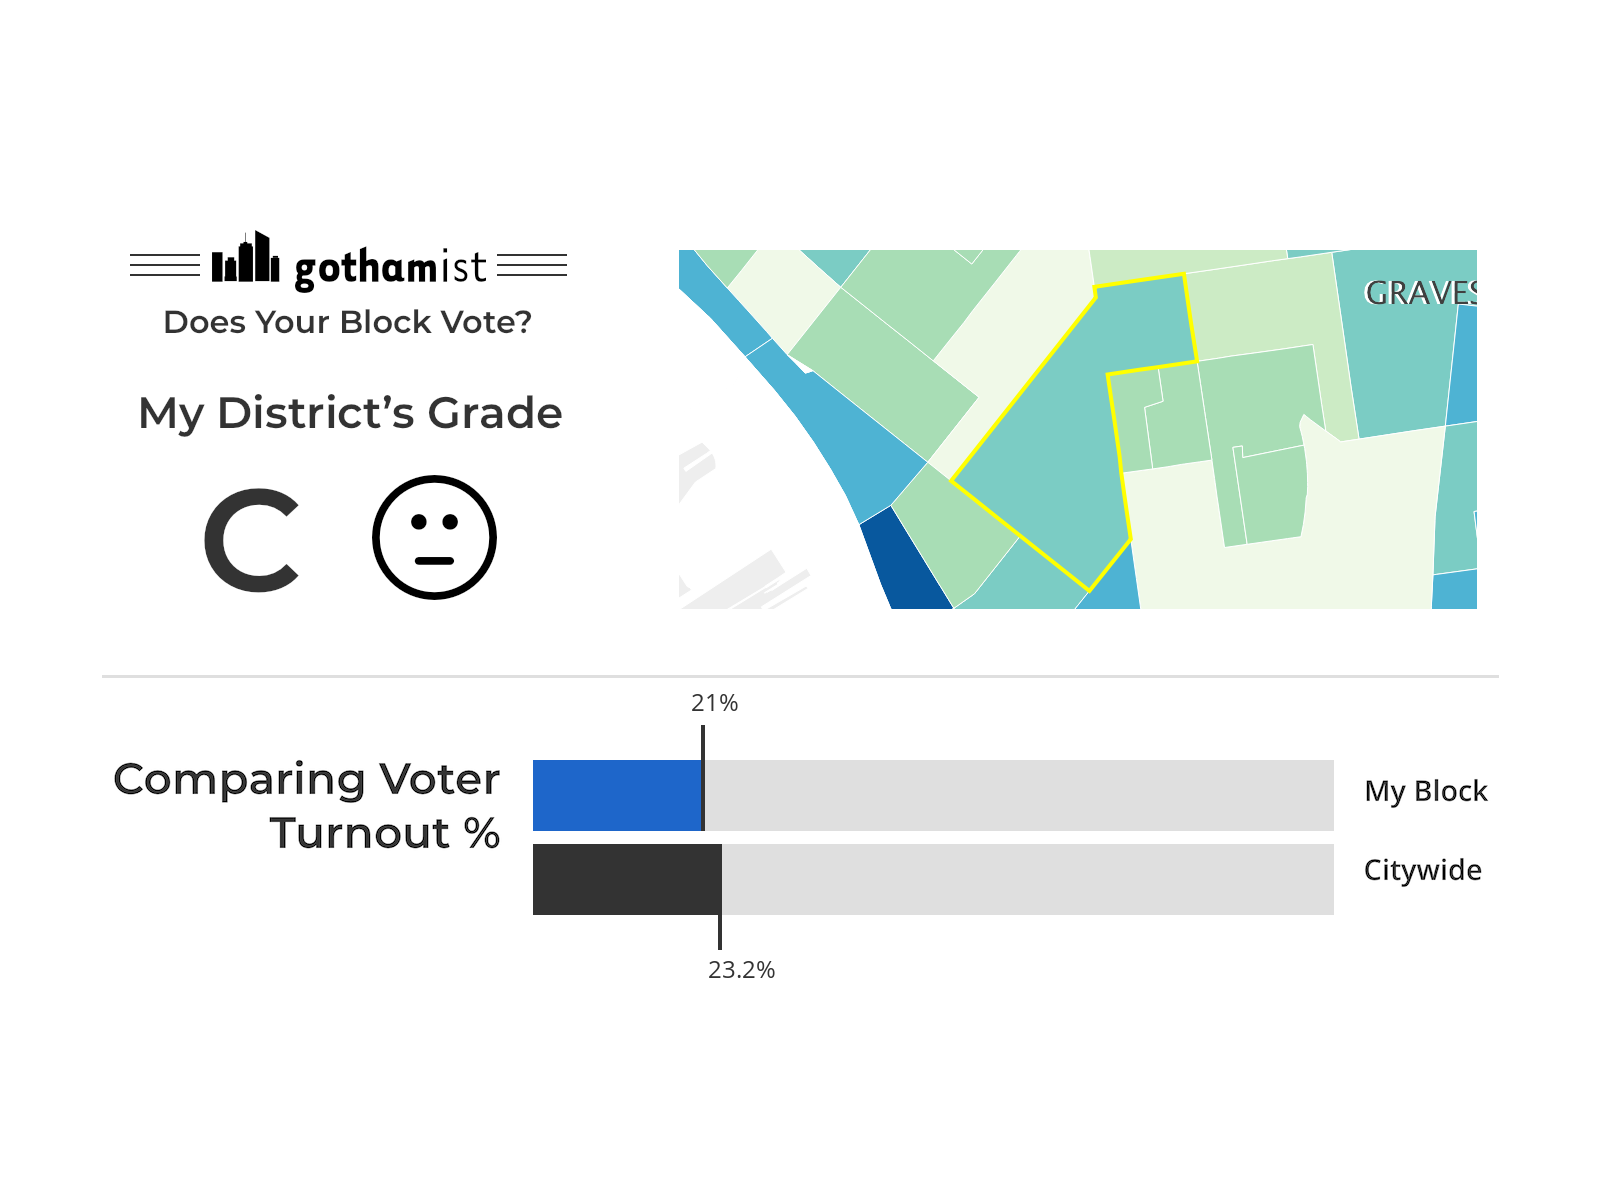 gothamist
Does Your Block Vote?
My District's Grade
C
GRAVES
21%
Comparing Voter
Turnout %
My Block
Citywide
23.2%